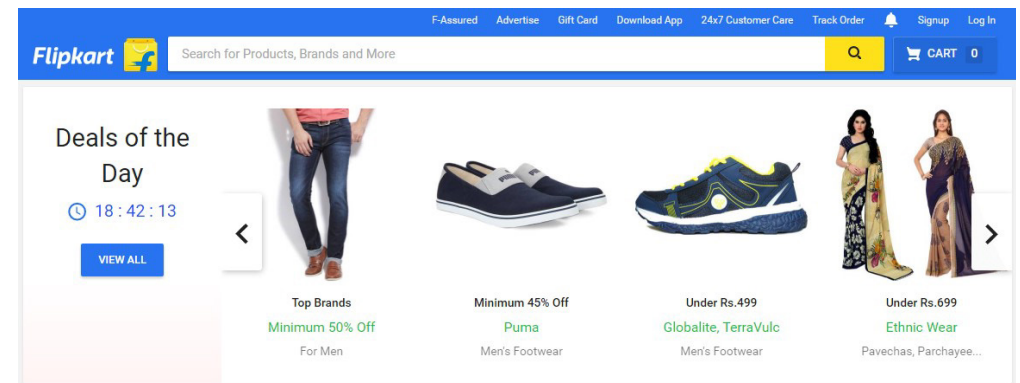 F-Assured Advertise Gift Card Download App 24x7 Customer Care Track Order Signup Log In
Flipkart Search for Products, Brands and More CART 0
Deals of the
Day
18 : 42 : 13
VIEW ALL
Top Brands
Minimum 50% Off
For Men
Minimum 45% Off
Puma
Men's Footwear
Under Rs.499
Globalite, TerraVulc
Men's Footwear
Under Rs.699
Ethnic Wear
Pavechas, Parchayee...